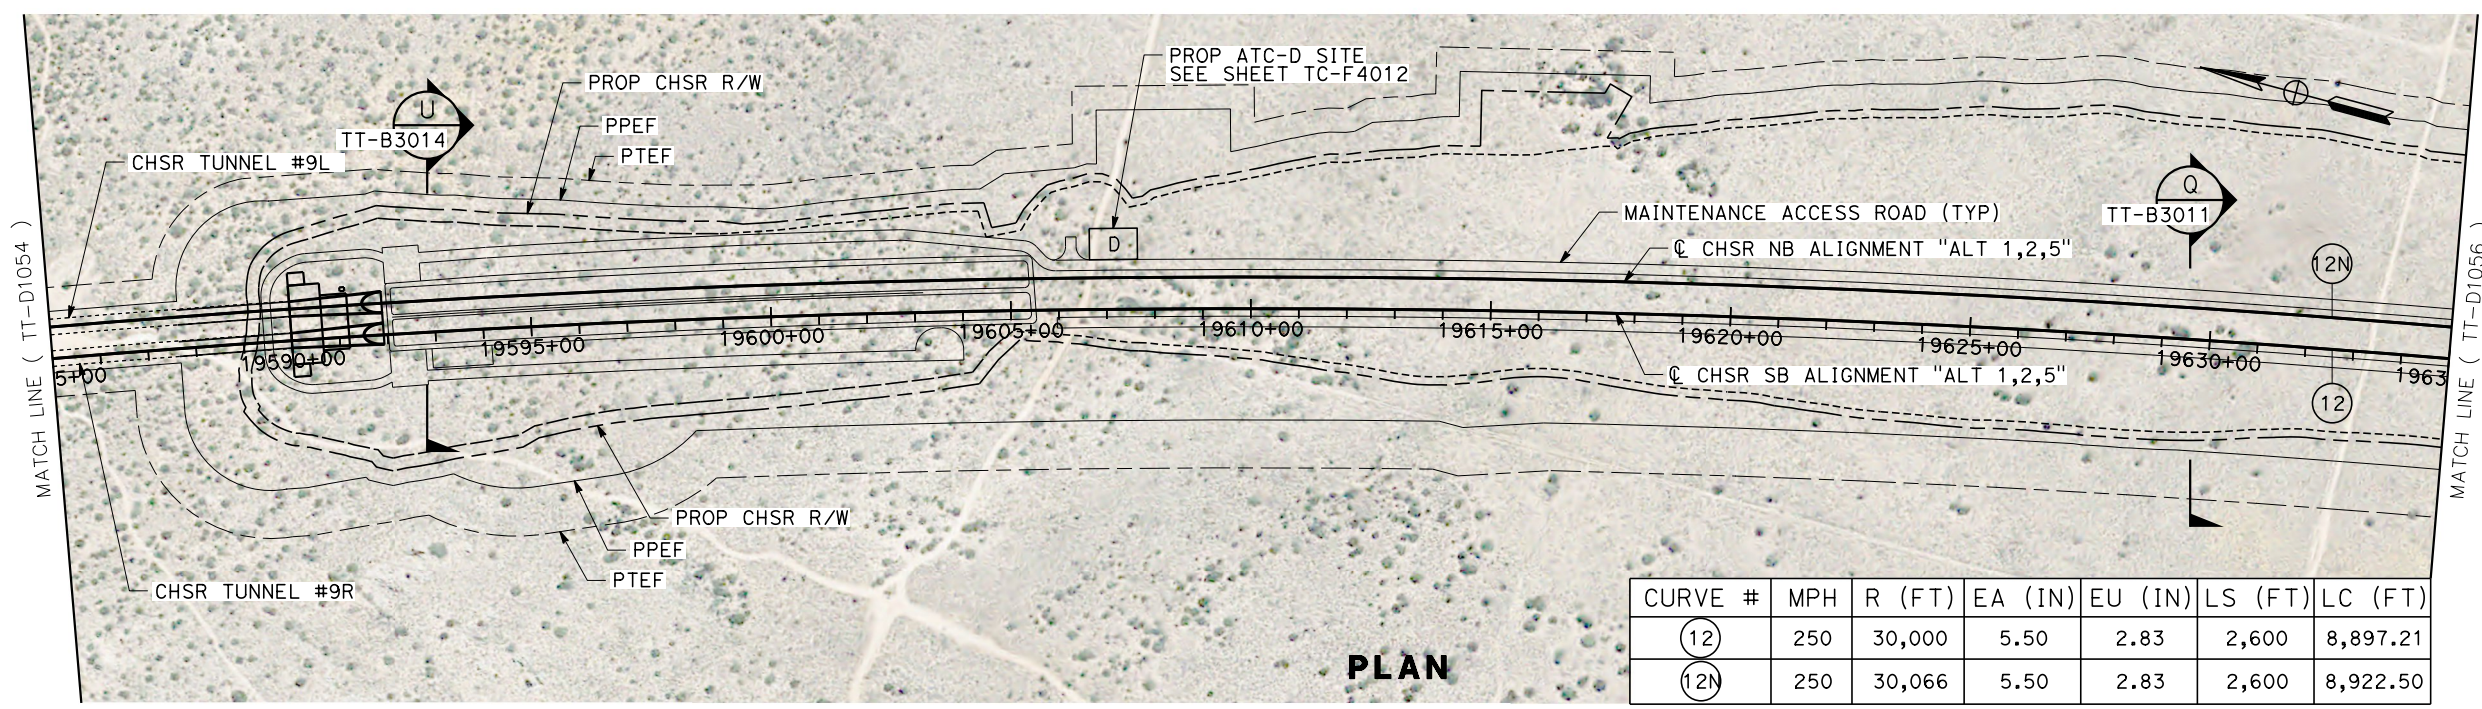 PROP ATC-D SITE
SEE SHEET TC-F4012
PROP CHSR R/W
U
TT-B3014
PPEF
PTEF
CHSR TUNNEL #9L
Q
TT-B3011
MAINTENANCE ACCESS ROAD (TYP)
℄ CHSR NB ALIGNMENT "ALT 1,2,5"
D
12N
MATCH LINE ( TT-D1054 )
MATCH LINE ( TT-D1056 )
5+00
19590+00
19595+00
19600+00
19605+00
19610+00
19615+00
19620+00
19625+00
19630+00
1963
℄ CHSR SB ALIGNMENT "ALT 1,2,5"
12
PROP CHSR R/W
PPEF
PTEF
CHSR TUNNEL #9R
PLAN
CURVE # MPH R (FT) EA (IN) EU (IN) LS (FT) LC (FT)
12 250 30,000 5.50 2.83 2,600 8,897.21
12N 250 30,066 5.50 2.83 2,600 8,922.50